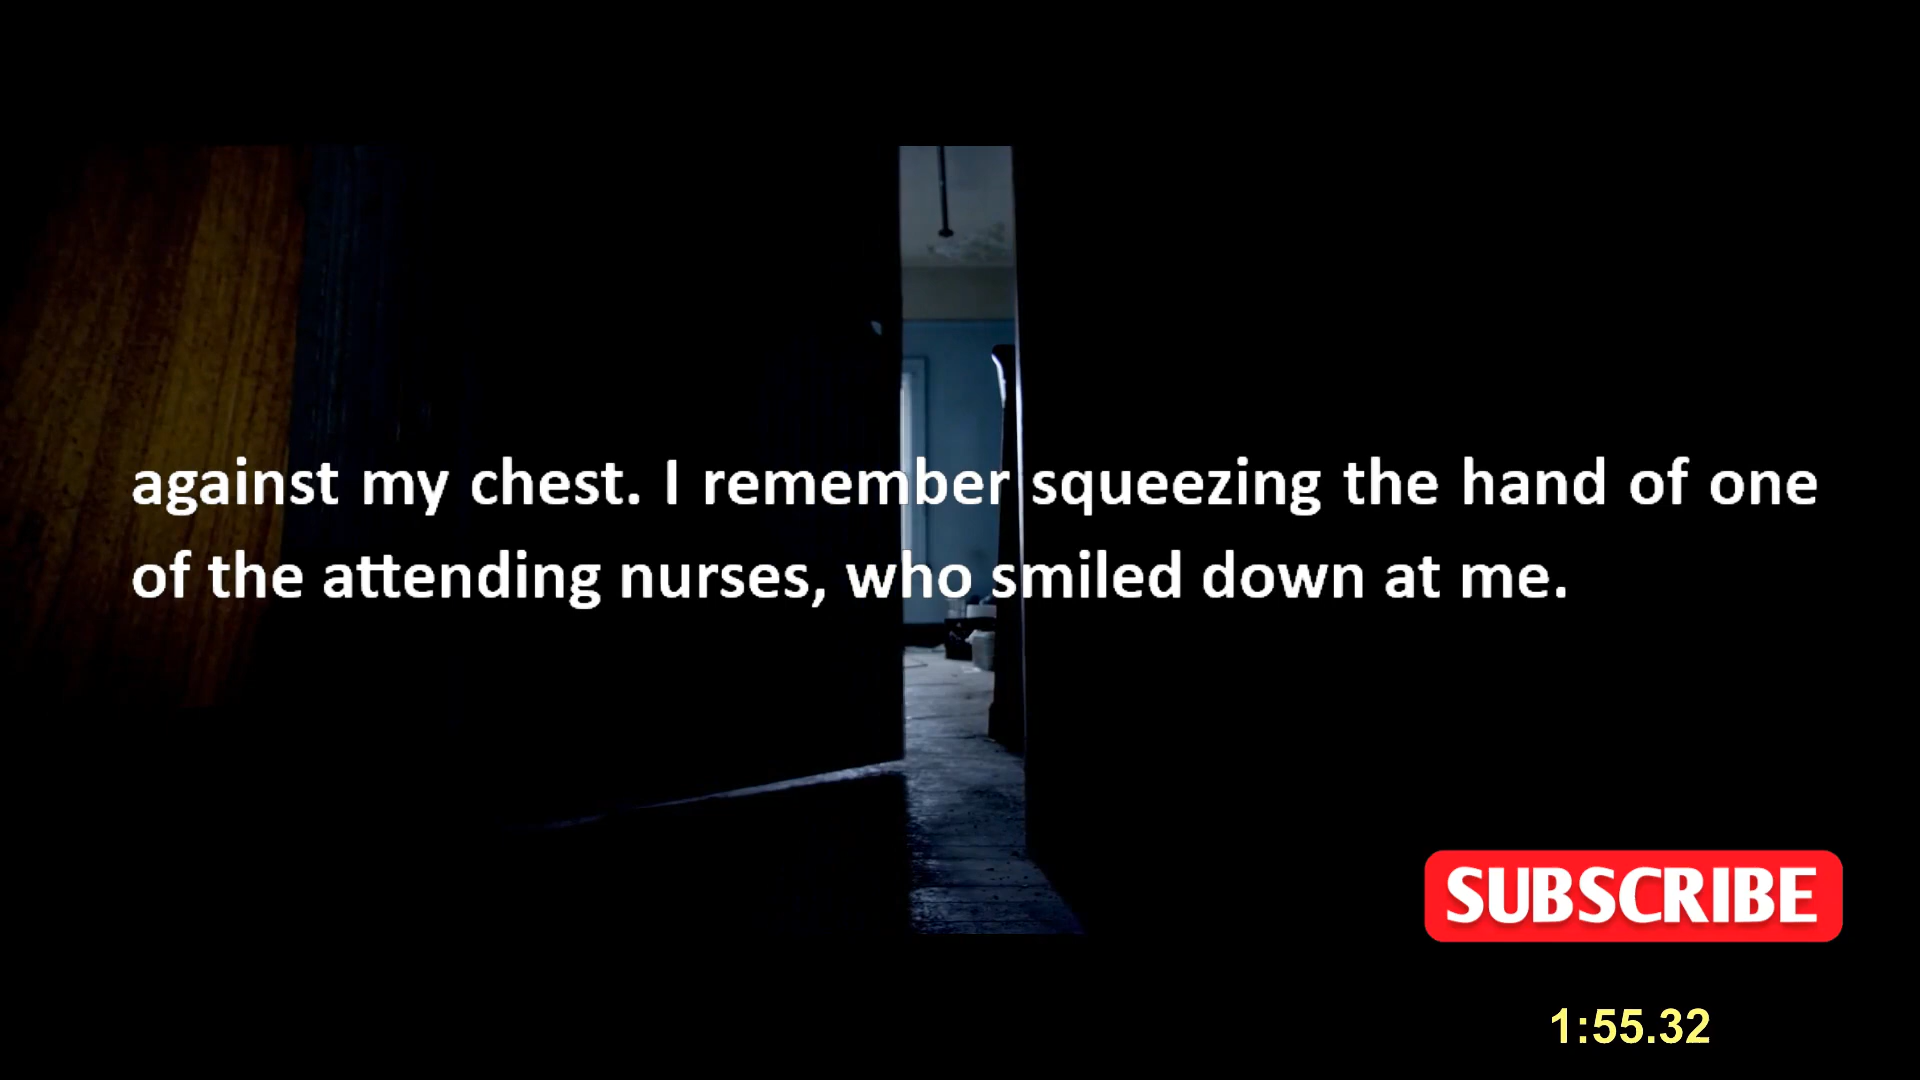 against my chest. I remember squeezing the hand of one
of the attending nurses, who smiled down at me.
SUBSCRIBE
1:55.32